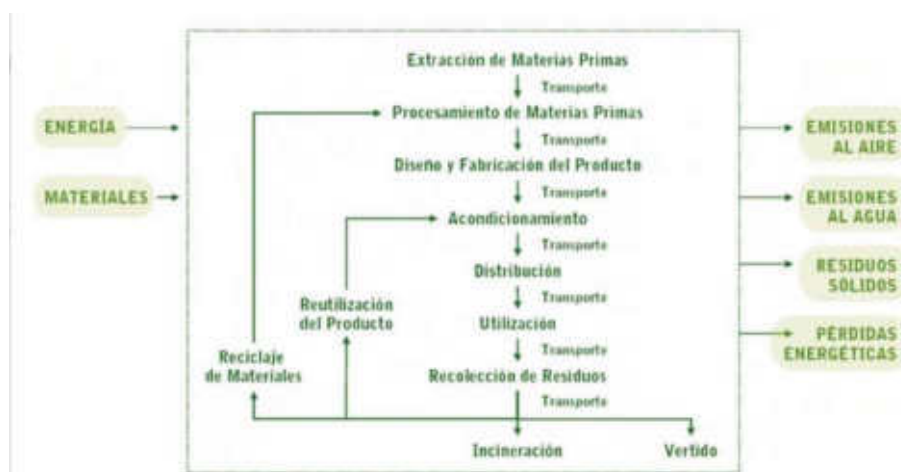 Extracción de Materias Primas
Transporte
Procesamiento de Materias Primas
Transporte
Diseño y Fabricación del Producto
Transporte
Acondicionamiento
Transporte
Distribución
Transporte
Utilización
Transporte
Recolección de Residuos
Transporte
Incineración
Vertido
Reutilización
del Producto
Reciclaje
de Materiales
ENERGÍA
MATERIALES
EMISIONES
AL AIRE
EMISIONES
AL AGUA
RESIDUOS
SÓLIDOS
PÉRDIDAS
ENERGÉTICAS